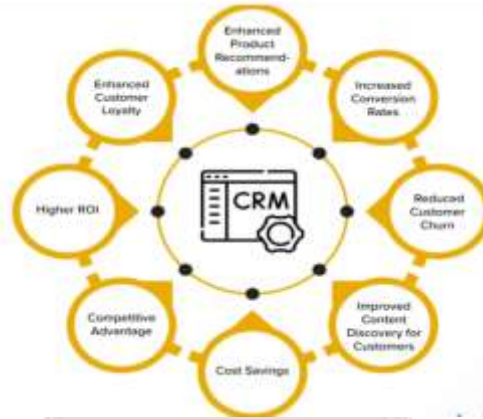 Enhanced
Product
Recommend-
ations
Increased
Conversion
Rates
Reduced
Customer
Churn
Improved
Content
Discovery for
Customers
Cost Savings
Competitive
Advantage
Higher ROI
Enhanced
Customer
Loyalty
CRM